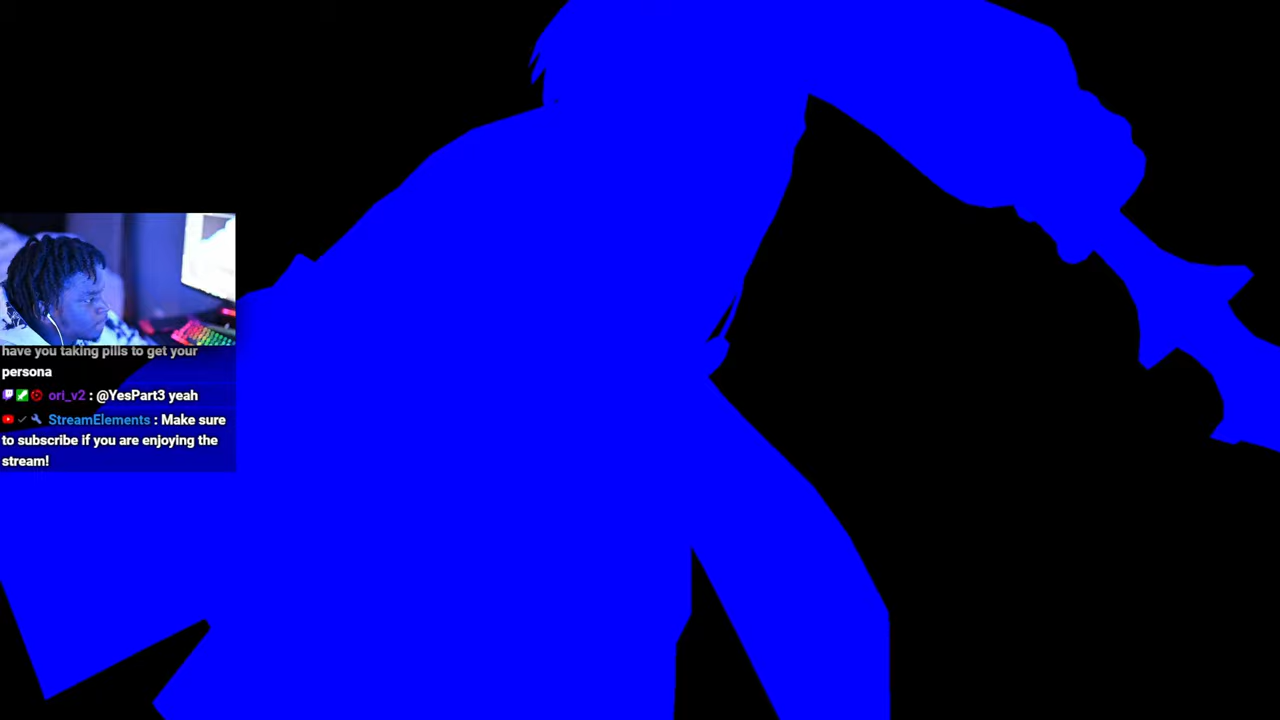 have you taking pills to get your
persona
ori_v2 : @YesPart3 yeah
StreamElements : Make sure
to subscribe if you are enjoying the
stream!